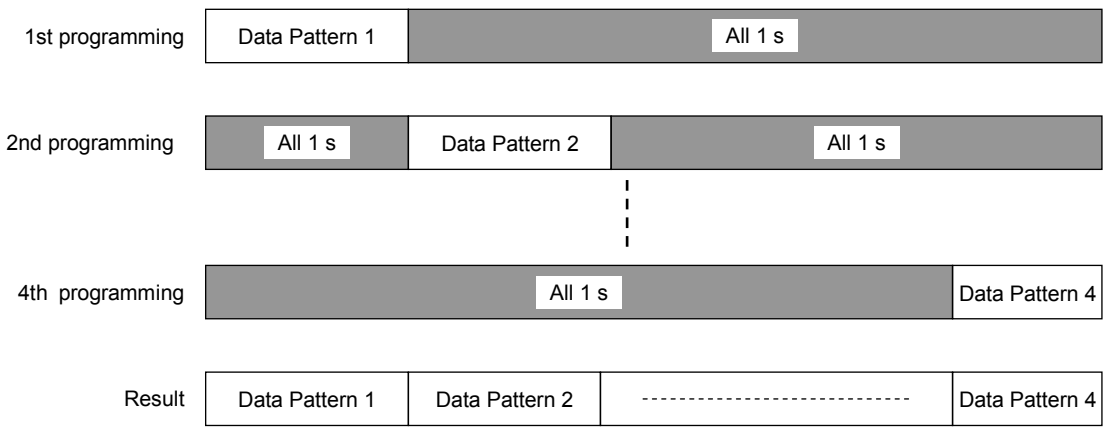 1st programming Data Pattern 1 All 1 s
2nd programming All 1 s Data Pattern 2 All 1 s
4th programming All 1 s Data Pattern 4
Result Data Pattern 1 Data Pattern 2 Data Pattern 4